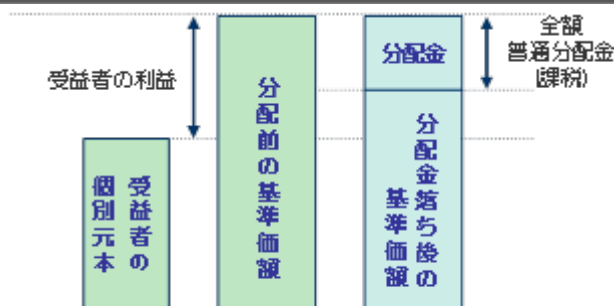 受益者の利益
受益者の
個別元本
分配前の基準価額
分配金
分配金落ち後の
基準価額
全額
普通分配金
(課税)